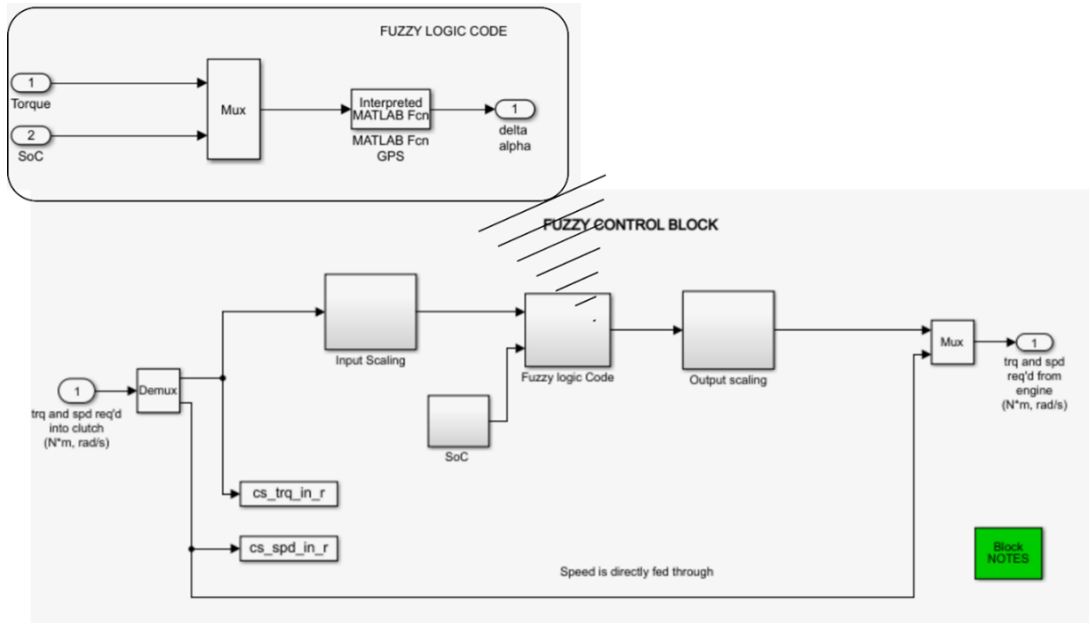 FUZZY LOGIC CODE
1
Torque
2
SoC
Mux
Interpreted
MATLAB Fcn
MATLAB Fcn
GPS
1
delta
alpha
FUZZY CONTROL BLOCK
1
trq and spd req'd
into clutch
(N*m, rad/s)
Demux
Input Scaling
SoC
Fuzzy logic Code
Output scaling
Mux
1
trq and spd
req'd from
engine
(N*m, rad/s)
cs_trq_in_r
cs_spd_in_r
Speed is directly fed through
Block
NOTES